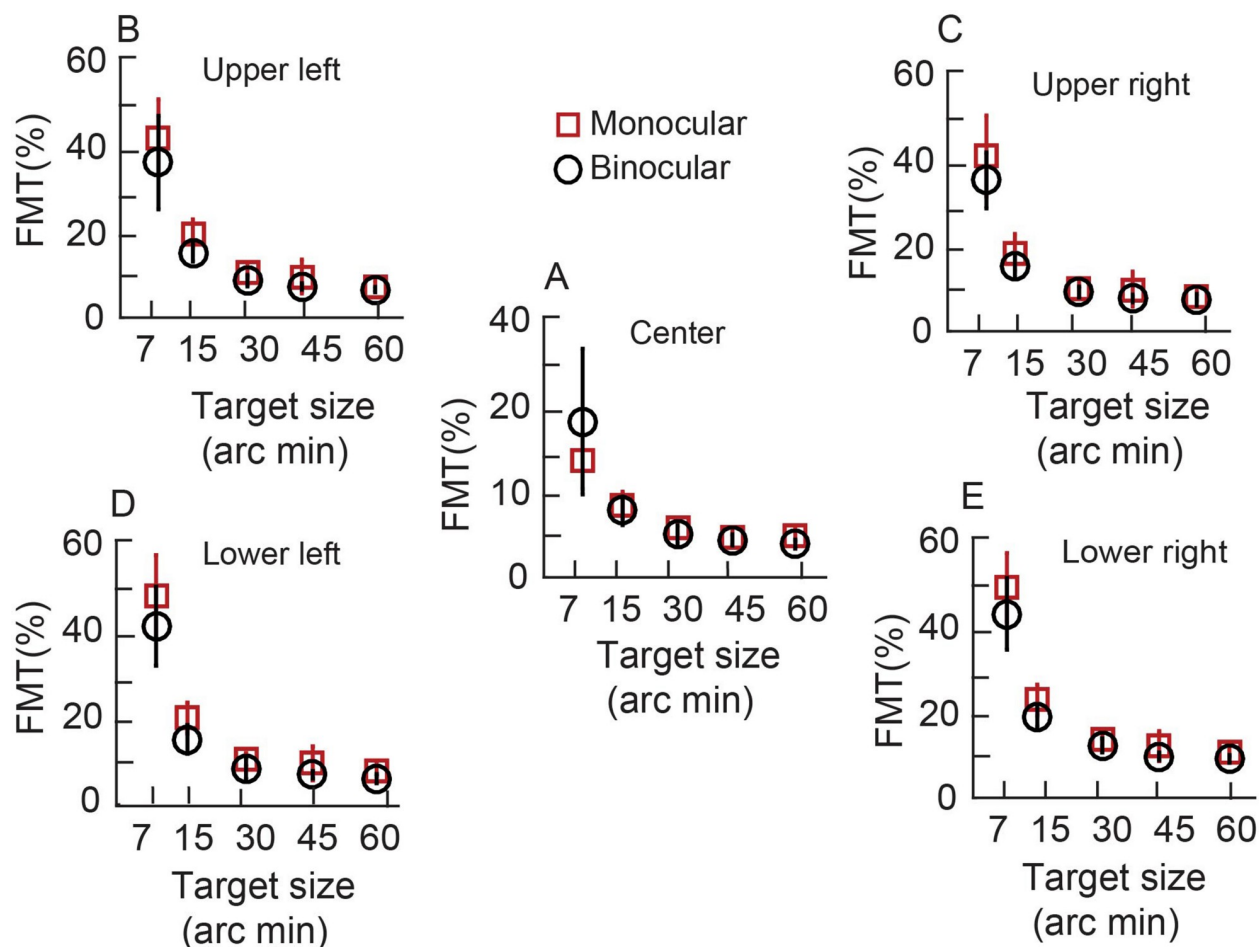 B
Upper left
FMT(%)
60
40
20
0
7 15 30 45 60
Target size
(arc min)
Monocular
Binocular
C
Upper right
FMT(%)
60
40
20
0
7 15 30 45 60
Target size
(arc min)
A
Center
FMT(%)
40
20
10
0
7 15 30 45 60
Target size
(arc min)
D
Lower left
FMT(%)
60
40
20
0
7 15 30 45 60
Target size
(arc min)
E
Lower right
FMT(%)
60
40
20
0
7 15 30 45 60
Target size
(arc min)